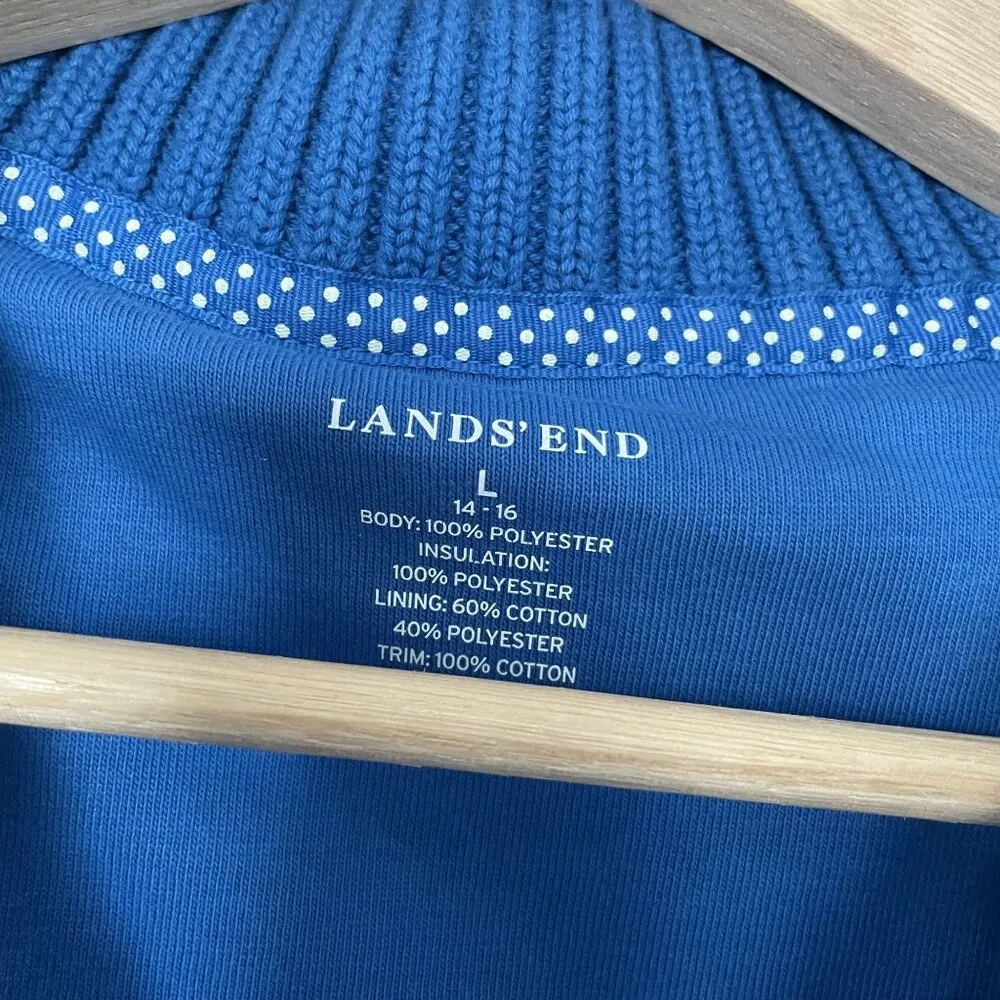 LANDS' END
L
14 - 16
BODY: 100% POLYESTER
INSULATION:
100% POLYESTER
LINING: 60% COTTON
40% POLYESTER
TRIM: 100% COTTON